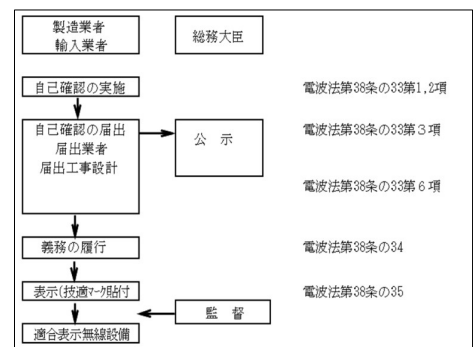 製造業者
輸入業者
総務大臣
自己確認の実施
電波法第38条の33第1,2項
自己確認の届出
届出業者
届出工事設計
公 示
電波法第38条の33第３項
電波法第38条の33第６項
義務の履行
電波法第38条の34
表示(技適ﾏｰｸ貼付
電波法第38条の35
監 督
適合表示無線設備